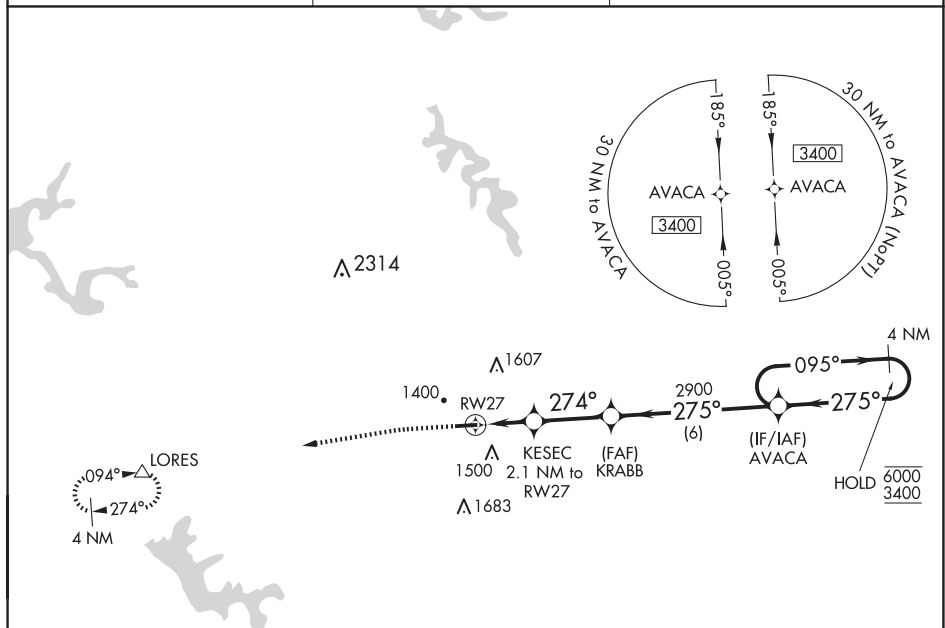 30 NM to AVACA
185°
AVACA
3400
005°
30 NM to AVACA (NoPT)
185°
3400
AVACA
005°
2314
4 NM
1607
095°
1400
RW27
274°
2900
275°
(6)
275°
KESEC
2.1 NM to
RW27
(FAF)
KRABB
(IF/IAF)
AVACA
1500
HOLD
6000
3400
1683
LORES
094°
274°
4 NM